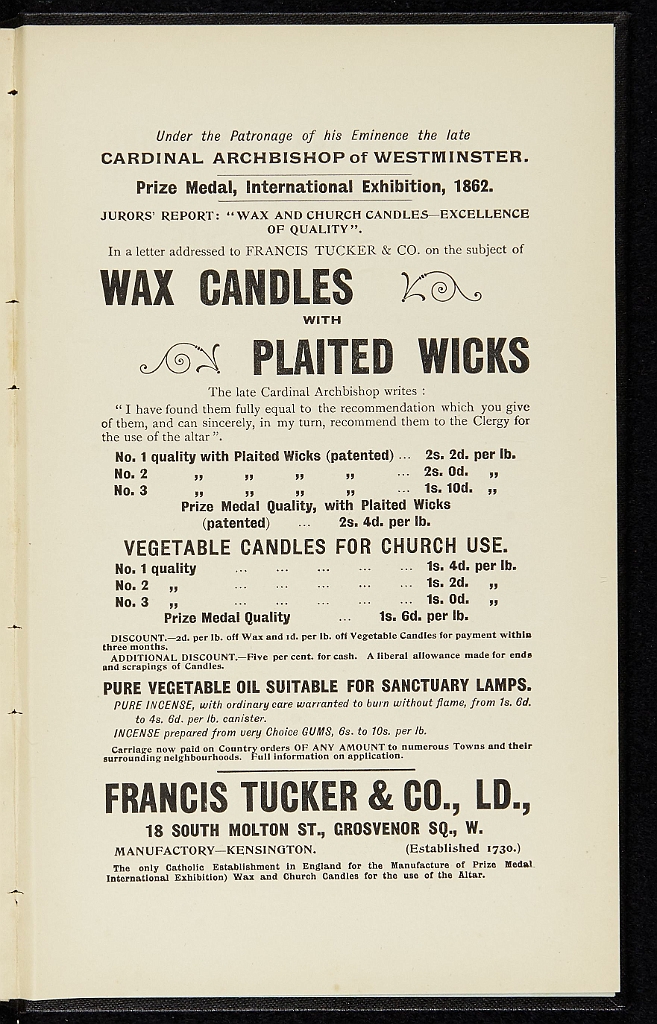 Under the Patronage of his Eminence the late
CARDINAL ARCHBISHOP of WESTMINSTER.
Prize Medal, International Exhibition, 1862.
JURORS' REPORT: "WAX AND CHURCH CANDLES—EXCELLENCE
OF QUALITY".
In a letter addressed to FRANCIS TUCKER & CO. on the subject of
WAX CANDLES
WITH
PLAITED WICKS
The late Cardinal Archbishop writes :
"I have found them fully equal to the recommendation which you give
of them, and can sincerely, in my turn, recommend them to the Clergy for
the use of the altar".
No. 1 quality with Plaited Wicks (patented) ... 2s. 2d. per lb.
No. 2 „ „ „ „ ... 2s. 0d. „
No. 3 „ „ „ „ ... 1s. 10d. „
Prize Medal Quality, with Plaited Wicks
(patented) ... 2s. 4d. per lb.
VEGETABLE CANDLES FOR CHURCH USE.
No. 1 quality ... ... ... ... ... 1s. 4d. per lb.
No. 2 „ ... ... ... ... ... 1s. 2d. „
No. 3 „ ... ... ... ... ... 1s. 0d. „
Prize Medal Quality ... 1s. 6d. per lb.
DISCOUNT.—2d. per lb. off Wax and 1d. per lb. off Vegetable Candles for payment within
three months.
ADDITIONAL DISCOUNT.—Five per cent. for cash. A liberal allowance made for ends
and scrapings of Candles.
PURE VEGETABLE OIL SUITABLE FOR SANCTUARY LAMPS.
PURE INCENSE, with ordinary care warranted to burn without flame, from 1s. 6d.
to 4s. 6d. per lb. canister.
INCENSE prepared from very Choice GUMS, 6s. to 10s. per lb.
Carriage now paid on Country orders OF ANY AMOUNT to numerous Towns and their
surrounding neighbourhoods. Full information on application.
FRANCIS TUCKER & CO., LD.,
18 SOUTH MOLTON ST., GROSVENOR SQ., W.
MANUFACTORY—KENSINGTON. (Established 1730.)
The only Catholic Establishment in England for the Manufacture of Prize Medal
International Exhibition) Wax and Church Candles for the use of the Altar.